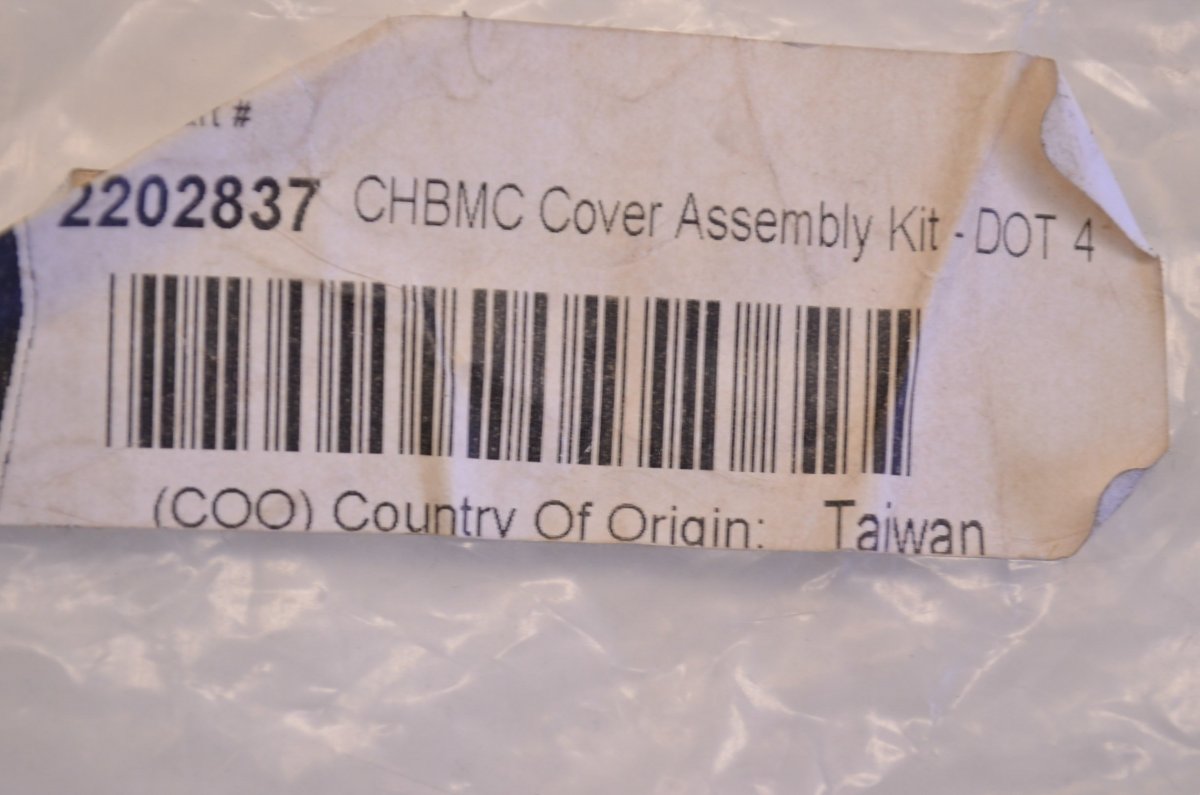 #
2202837 CHBMC Cover Assembly Kit - DOT 4
(COO) Country Of Origin: Taiwan